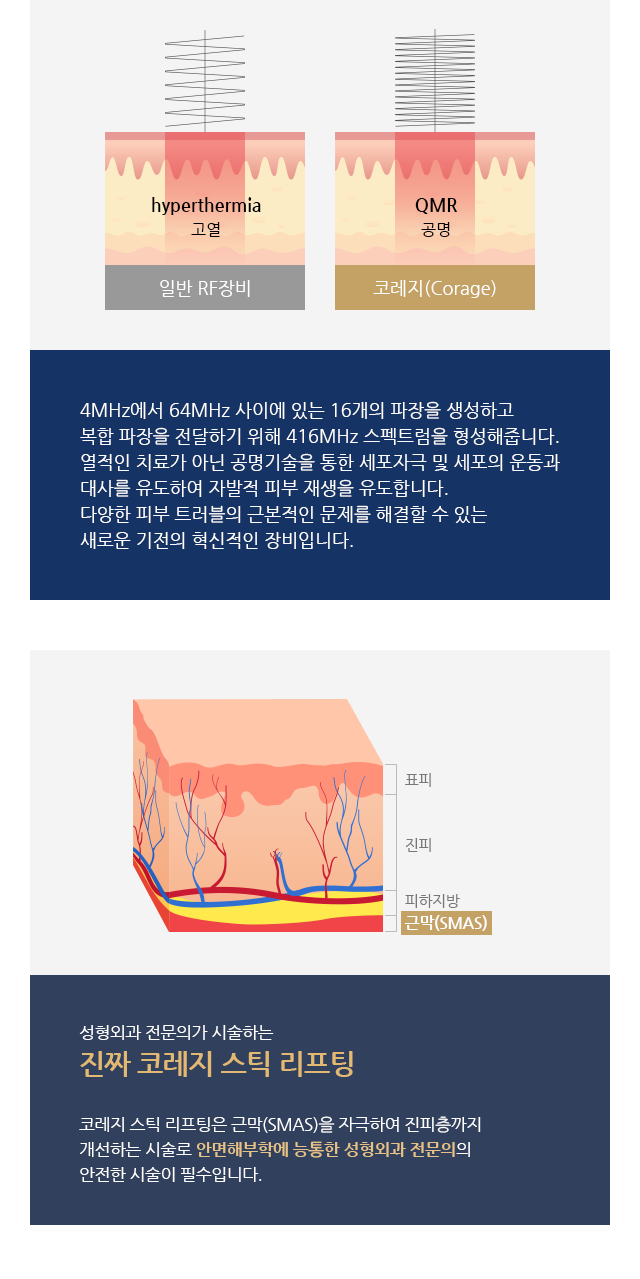 hyperthermia
고열
일반 RF장비
QMR
공명
코레지(Corage)
4MHz에서 64MHz 사이에 있는 16개의 파장을 생성하고
복합 파장을 전달하기 위해 416MHz 스펙트럼을 형성해줍니다.
열적인 치료가 아닌 공명기술을 통한 세포자극 및 세포의 운동과
대사를 유도하여 자발적 피부 재생을 유도합니다.
다양한 피부 트러블의 근본적인 문제를 해결할 수 있는
새로운 기전의 혁신적인 장비입니다.
표피
진피
피하지방
근막(SMAS)
성형외과 전문의가 시술하는
진짜 코레지 스틱 리프팅
코레지 스틱 리프팅은 근막(SMAS)을 자극하여 진피층까지
개선하는 시술로 안면해부학에 능통한 성형외과 전문의의
안전한 시술이 필수입니다.